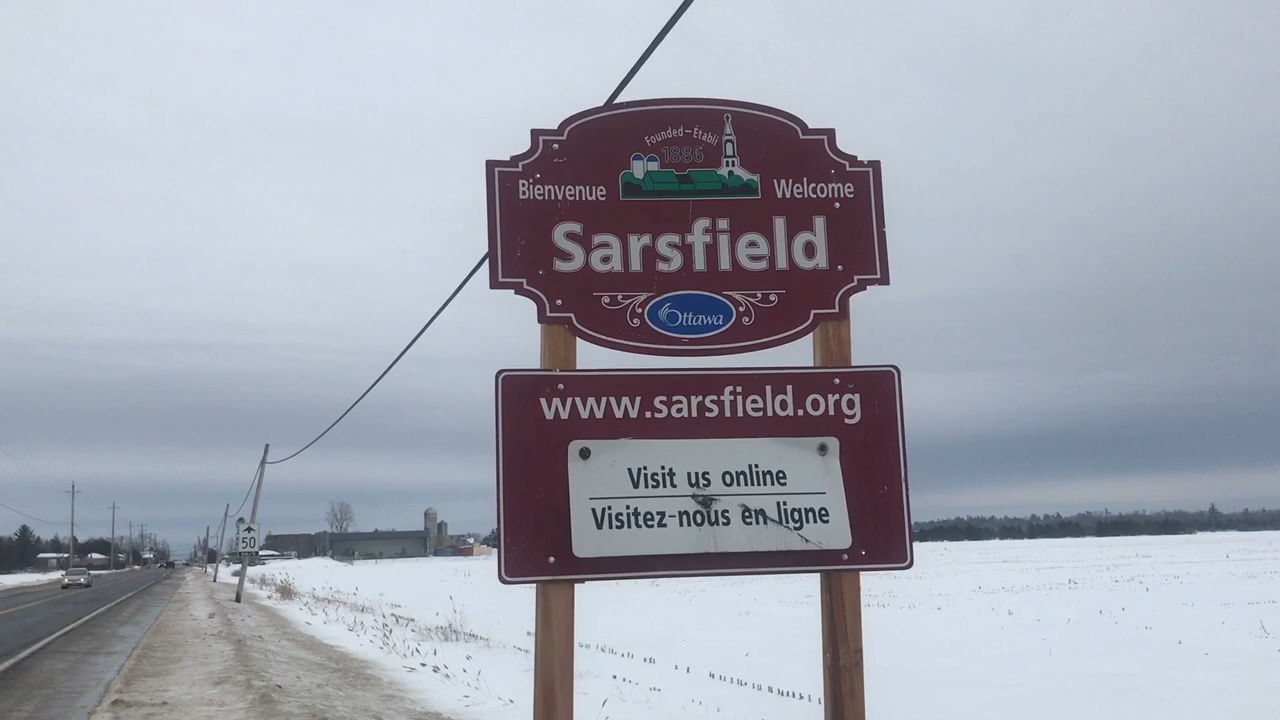 Founded – Établi
1886
Bienvenue
Welcome
Sarsfield
Ottawa
www.sarsfield.org
Visit us online
Visitez-nous en ligne
50